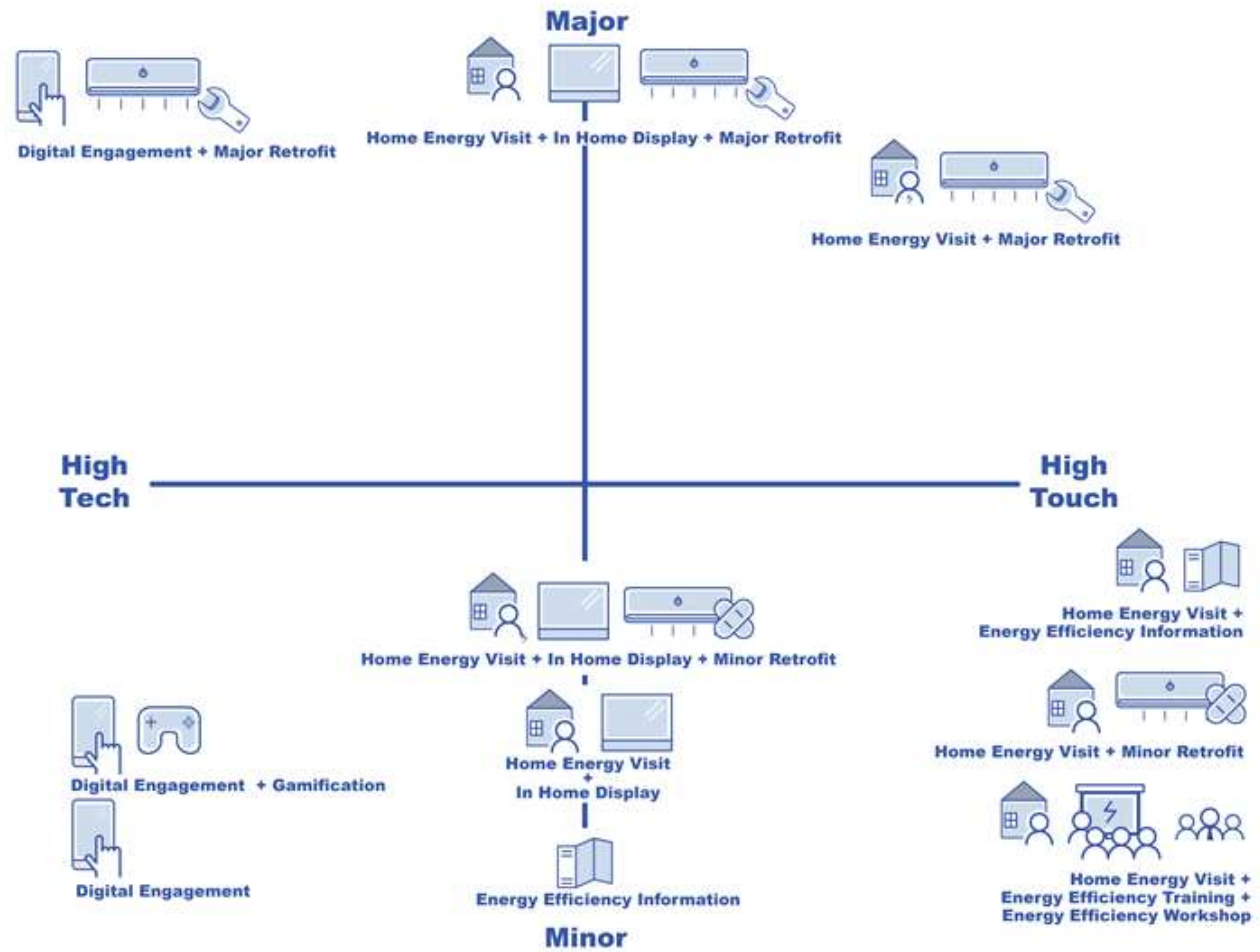 Major
Digital Engagement + Major Retrofit
Home Energy Visit + In Home Display + Major Retrofit
Home Energy Visit + Major Retrofit
High
Tech
High
Touch
Home Energy Visit +
Energy Efficiency Information
Home Energy Visit + In Home Display + Minor Retrofit
Home Energy Visit + Minor Retrofit
Digital Engagement + Gamification
Home Energy Visit
+
In Home Display
Digital Engagement
Energy Efficiency Information
Home Energy Visit +
Energy Efficiency Training +
Energy Efficiency Workshop
Minor